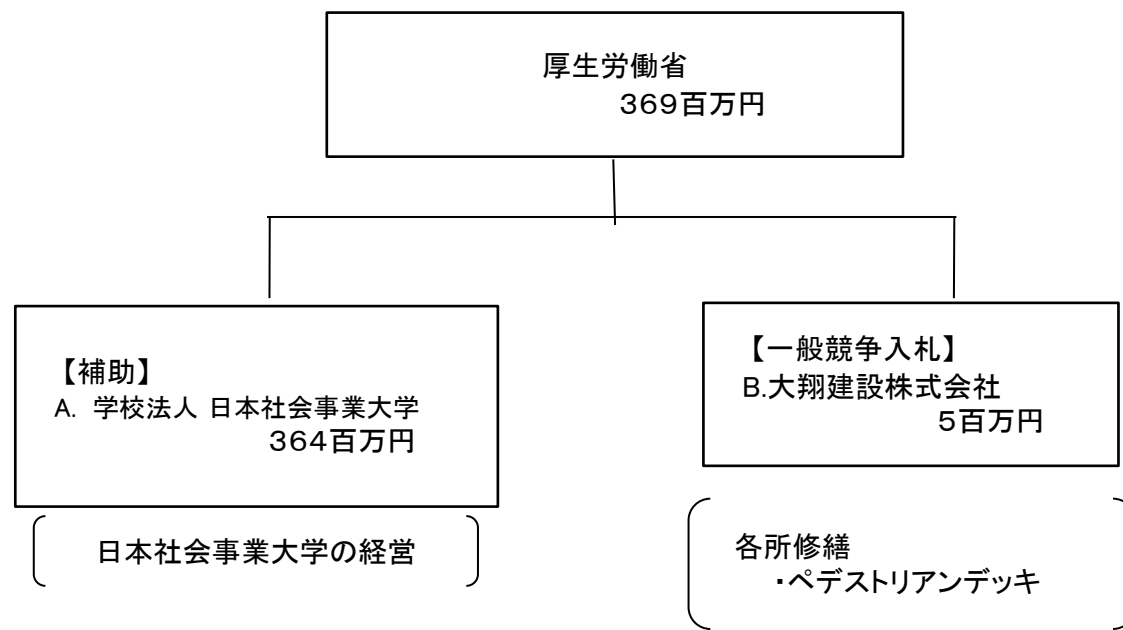 厚生労働省
369百万円
【補助】
A. 学校法人 日本社会事業大学
364百万円
日本社会事業大学の経営
【一般競争入札】
B.大翔建設株式会社
5百万円
各所修繕
・ペデストリアンデッキ